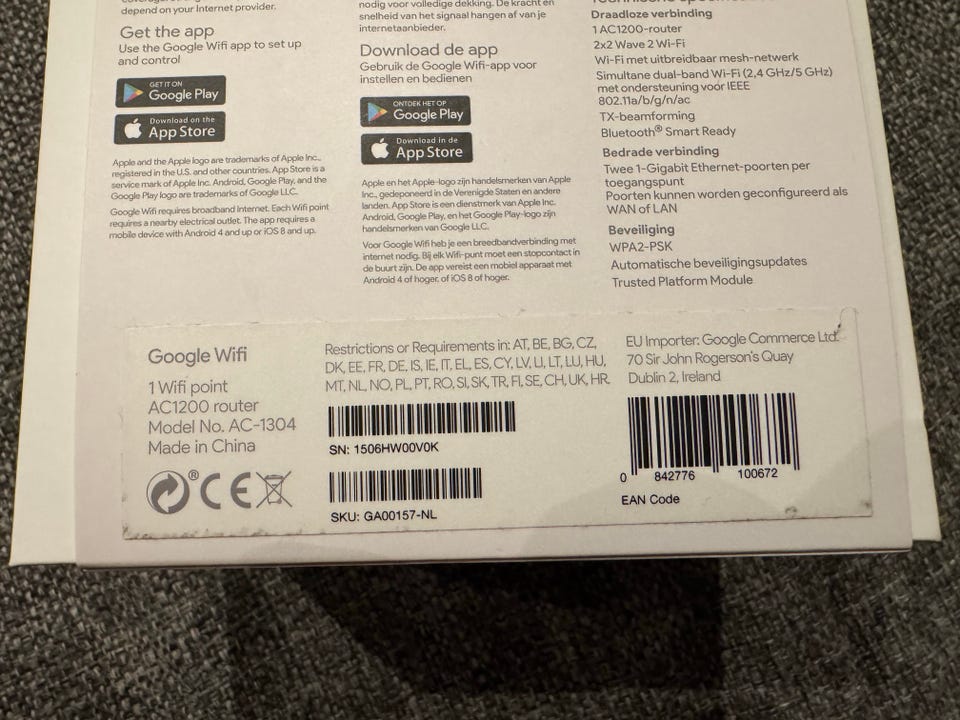 depend on your Internet provider.
Get the app
Use the Google Wifi app to set up
and control
GET IT ON
Google Play
Download on the
App Store
Apple and the Apple logo are trademarks of Apple Inc.,
registered in the U.S. and other countries. App Store is a
service mark of Apple Inc. Android, Google Play, and the
Google Play logo are trademarks of Google LLC.
Google Wifi requires broadband Internet. Each Wifi point
requires a nearby electrical outlet. The app requires a
mobile device with Android 4 and up or iOS 8 and up.
nodig voor volledige dekking. De kracht en
snelheid van het signaal hangen af van je
internetaanbieder.
Download de app
Gebruik de Google Wifi-app voor
instellen en bedienen
ONTDEK HET OP
Google Play
Download in de
App Store
Apple en het Apple-logo zijn handelsmerken van Apple
Inc., gedeponeerd in de Verenigde Staten en andere
landen. App Store is een dienstmerk van Apple Inc.
Android, Google Play, en het Google Play-logo zijn
handelsmerken van Google LLC.
Voor Google Wifi heb je een breedbandverbinding met
internet nodig. Bij elk Wifi-punt moet een stopcontact in
de buurt zijn. De app vereist een mobiel apparaat met
Android 4 of hoger, of iOS 8 of hoger.
Draadloze verbinding
1 AC1200-router
2x2 Wave 2 Wi-Fi
Wi-Fi met uitbreidbaar mesh-netwerk
Simultane dual-band Wi-Fi (2,4 GHz/5 GHz)
met ondersteuning voor IEEE
802.11a/b/g/n/ac
TX-beamforming
Bluetooth® Smart Ready
Bedrade verbinding
Twee 1-Gigabit Ethernet-poorten per
toegangspunt
Poorten kunnen worden geconfigureerd als
WAN of LAN
Beveiliging
WPA2-PSK
Automatische beveiligingsupdates
Trusted Platform Module
Google Wifi
1 Wifi point
AC1200 router
Model No. AC-1304
Made in China
® CE
Restrictions or Requirements in: AT, BE, BG, CZ,
DK, EE, FR, DE, IS, IE, IT, EL, ES, CY, LV, LI, LT, LU, HU,
MT, NL, NO, PL, PT, RO, SI, SK, TR, FI, SE, CH, UK, HR.
SN: 1506HW00V0K
SKU: GA00157-NL
EU Importer: Google Commerce Ltd.
70 Sir John Rogerson's Quay
Dublin 2, Ireland
0 842776 100672
EAN Code